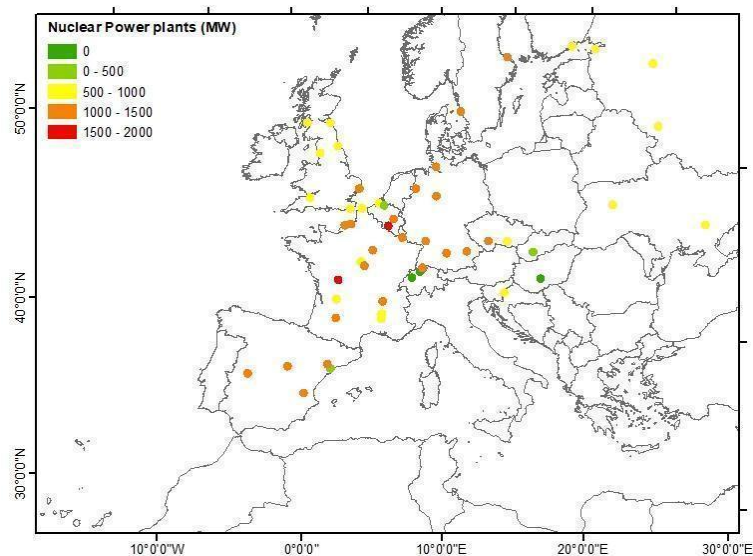 Nuclear Power plants (MW)
0
0 - 500
500 - 1000
1000 - 1500
1500 - 2000
50°0'0"N
40°0'0"N
30°0'0"N
10°0'0"W
0°0'0"
10°0'0"E
20°0'0"E
30°0'0"E